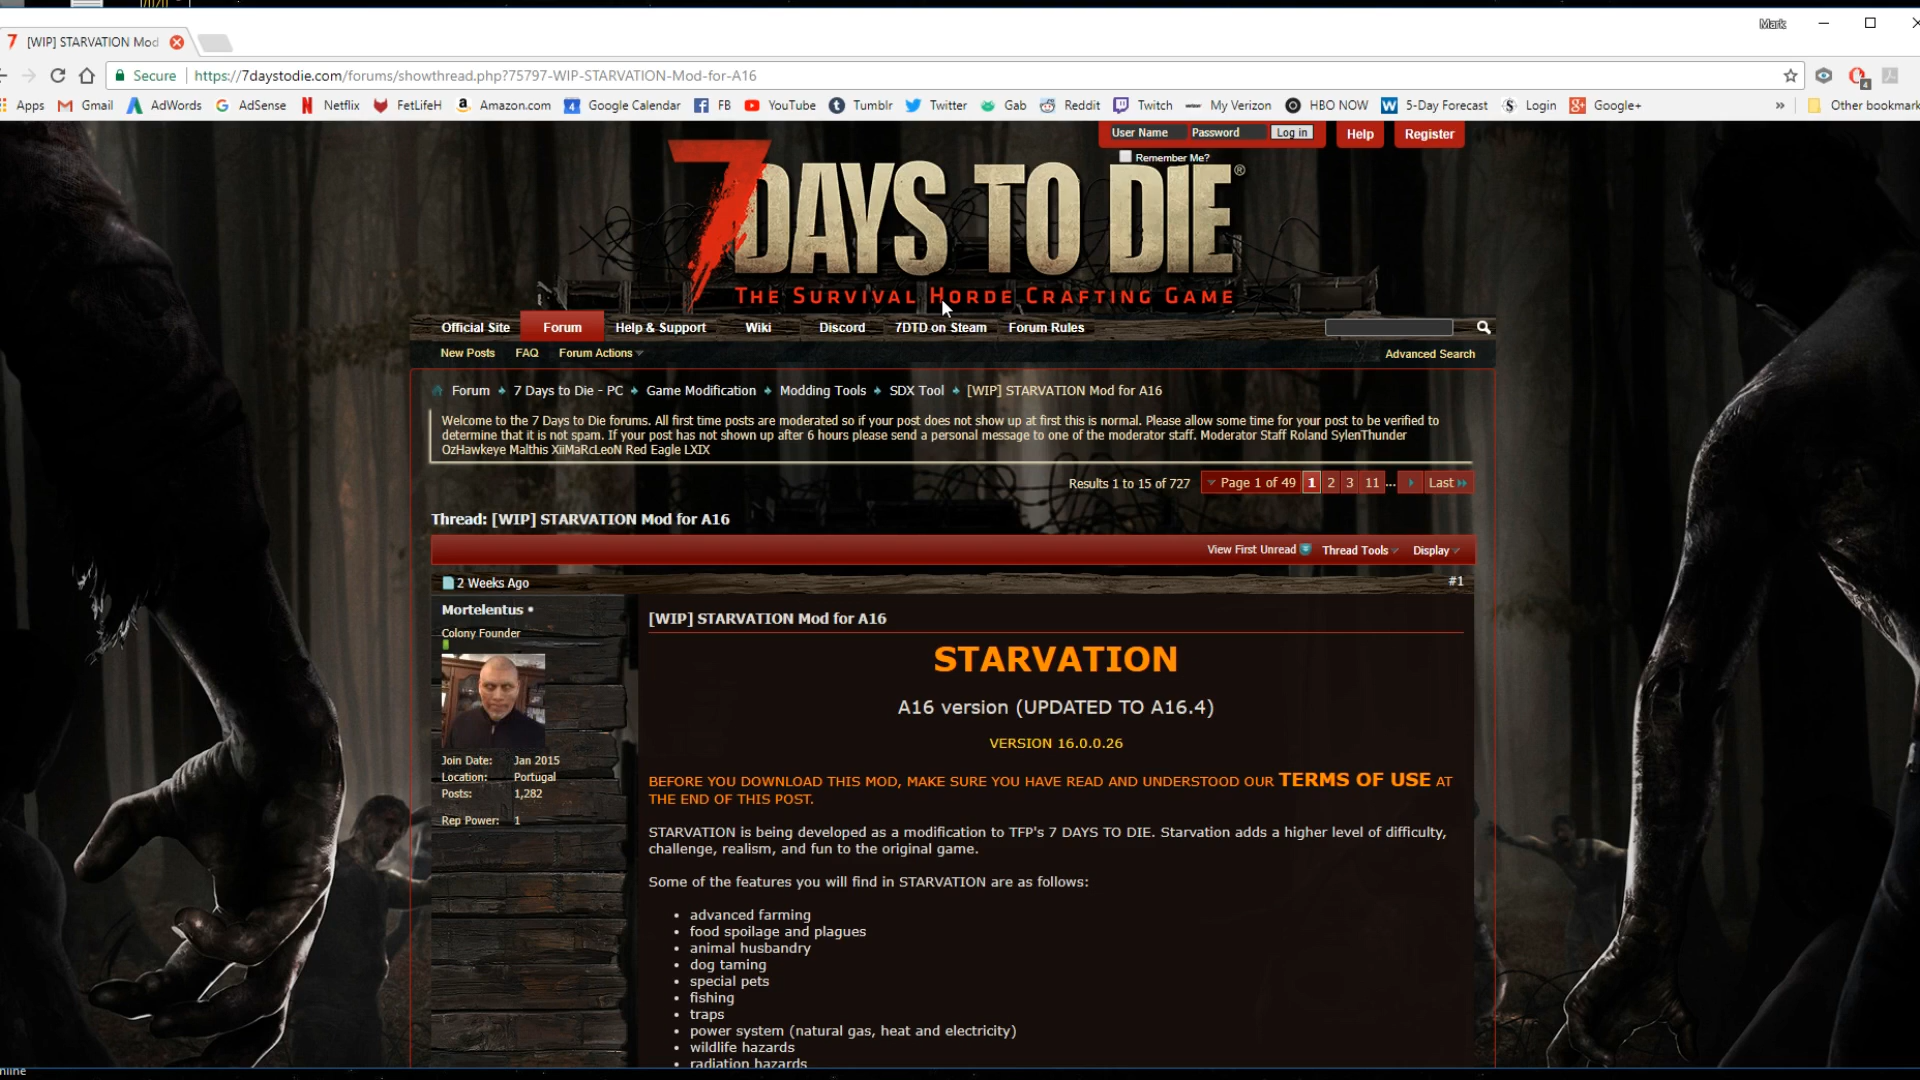 Mark
7 [WIP] STARVATION Mod
Secure | https://7daystodie.com/forums/showthread.php?75797-WIP-STARVATION-Mod-for-A16
Apps Gmail AdWords AdSense Netflix FetLifeH Amazon.com Google Calendar FB YouTube Tumblr Twitter Gab Reddit Twitch My Verizon HBO NOW 5-Day Forecast Login Google+ » Other bookmark
User Name Password Log in Help Register
Remember Me?
7 DAYS TO DIE®
THE SURVIVAL HORDE CRAFTING GAME
Official Site Forum Help & Support Wiki Discord 7DTD on Steam Forum Rules
New Posts FAQ Forum Actions Advanced Search
Forum 7 Days to Die - PC Game Modification Modding Tools SDX Tool [WIP] STARVATION Mod for A16
Welcome to the 7 Days to Die forums. All first time posts are moderated so if your post does not show up at first this is normal. Please allow some time for your post to be verified to
determine that it is not spam. If your post has not shown up after 6 hours please send a personal message to one of the moderator staff. Moderator Staff Roland SylenThunder
OzHawkeye Malthis XiiMaRcLeoN Red Eagle LXIX
Results 1 to 15 of 727 Page 1 of 49 1 2 3 11 ... Last
Thread: [WIP] STARVATION Mod for A16
View First Unread Thread Tools Display
2 Weeks Ago #1
Mortelentus
Colony Founder
Join Date: Jan 2015
Location: Portugal
Posts: 1,282
Rep Power: 1
[WIP] STARVATION Mod for A16
STARVATION
A16 version (UPDATED TO A16.4)
VERSION 16.0.0.26
BEFORE YOU DOWNLOAD THIS MOD, MAKE SURE YOU HAVE READ AND UNDERSTOOD OUR TERMS OF USE AT
THE END OF THIS POST.
STARVATION is being developed as a modification to TFP's 7 DAYS TO DIE. Starvation adds a higher level of difficulty,
challenge, realism, and fun to the original game.
Some of the features you will find in STARVATION are as follows:
• advanced farming
• food spoilage and plagues
• animal husbandry
• dog taming
• special pets
• fishing
• traps
• power system (natural gas, heat and electricity)
• wildlife hazards
• radiation hazards